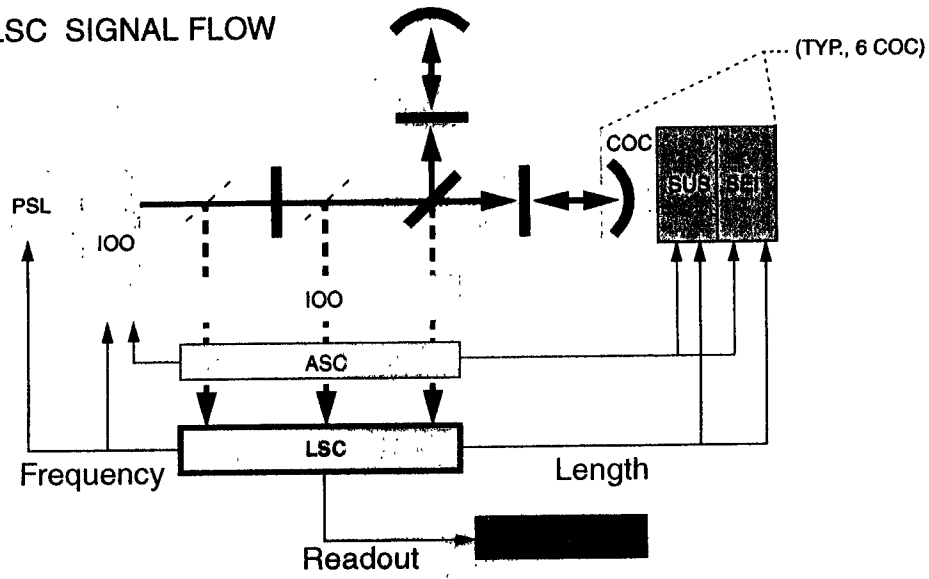 LSC SIGNAL FLOW
(TYP., 6 COC)
COC
SUS SEI
PSL
IOO
IOO
ASC
LSC
Frequency
Length
Readout